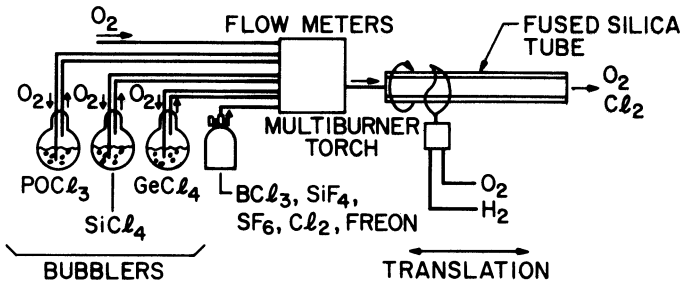 O2
FLOW METERS
FUSED SILICA
TUBE
O2
O2
O2
O2
Cl2
MULTIBURNER
TORCH
POCl3
GeCl4
SiCl4
BCl3, SiF4,
SF6, Cl2, FREON
O2
H2
BUBBLERS
TRANSLATION